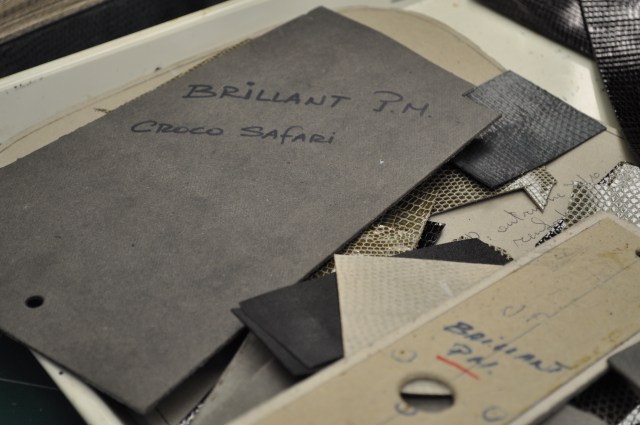 BRILLANT P.M.
CROCO SAFARI
BRILLANT
P.M.